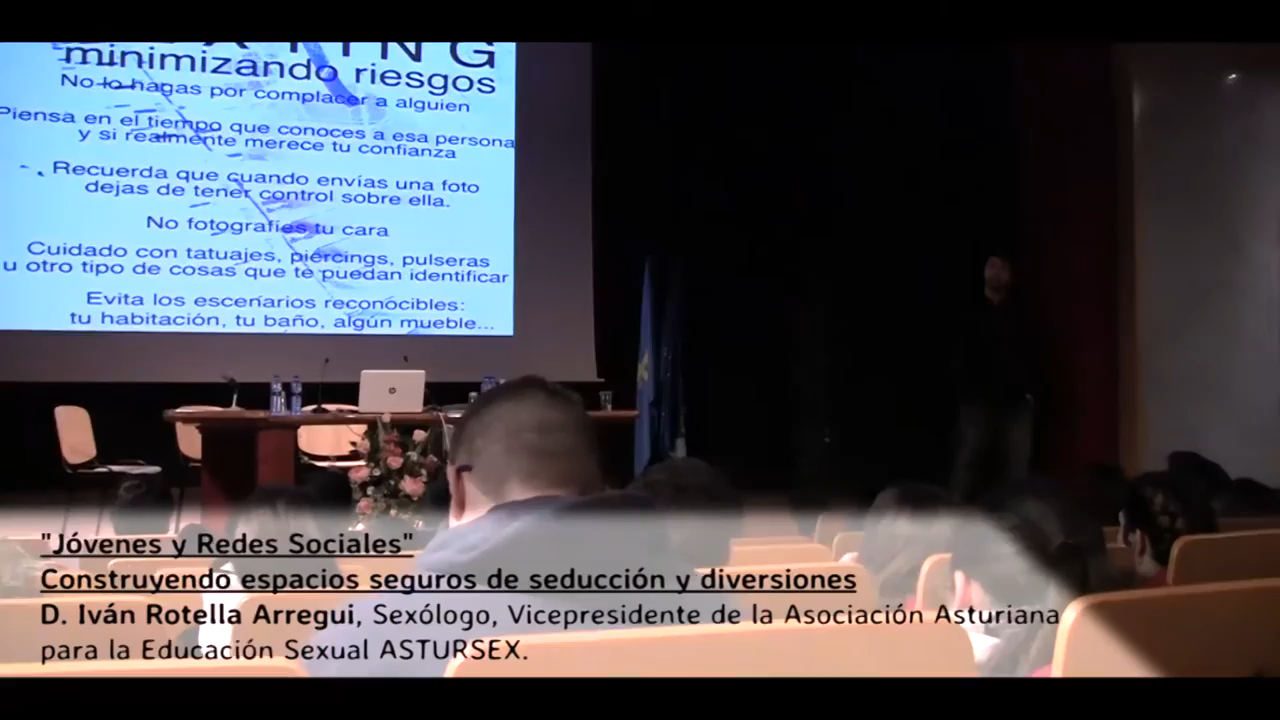 minimizando riesgos
No lo hagas por complacer a alguien
Piensa en el tiempo que conoces a esa persona
y si realmente merece tu confianza
Recuerda que cuando envías una foto
dejas de tener control sobre ella.
No fotografíes tu cara
Cuidado con tatuajes, piercings, pulseras
u otro tipo de cosas que te puedan identificar
Evita los escenarios reconocibles:
tu habitación, tu baño, algún mueble...
hp
"Jóvenes y Redes Sociales"
Construyendo espacios seguros de seducción y diversiones
D. Iván Rotella Arregui, Sexólogo, Vicepresidente de la Asociación Asturiana
para la Educación Sexual ASTURSEX.